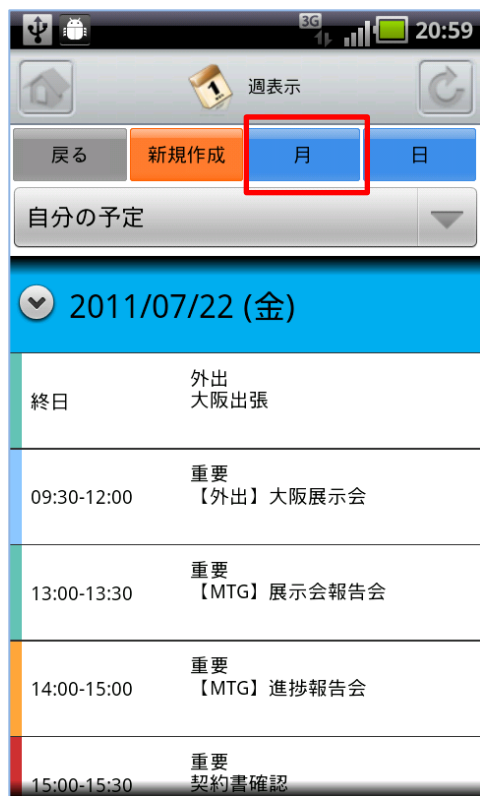 3G 20:59
週表示
戻る 新規作成 月 日
自分の予定
2011/07/22 (金)
外出
終日 大阪出張
重要
09:30-12:00 【外出】大阪展示会
重要
13:00-13:30 【MTG】展示会報告会
重要
14:00-15:00 【MTG】進捗報告会
重要
15:00-15:30 契約書確認